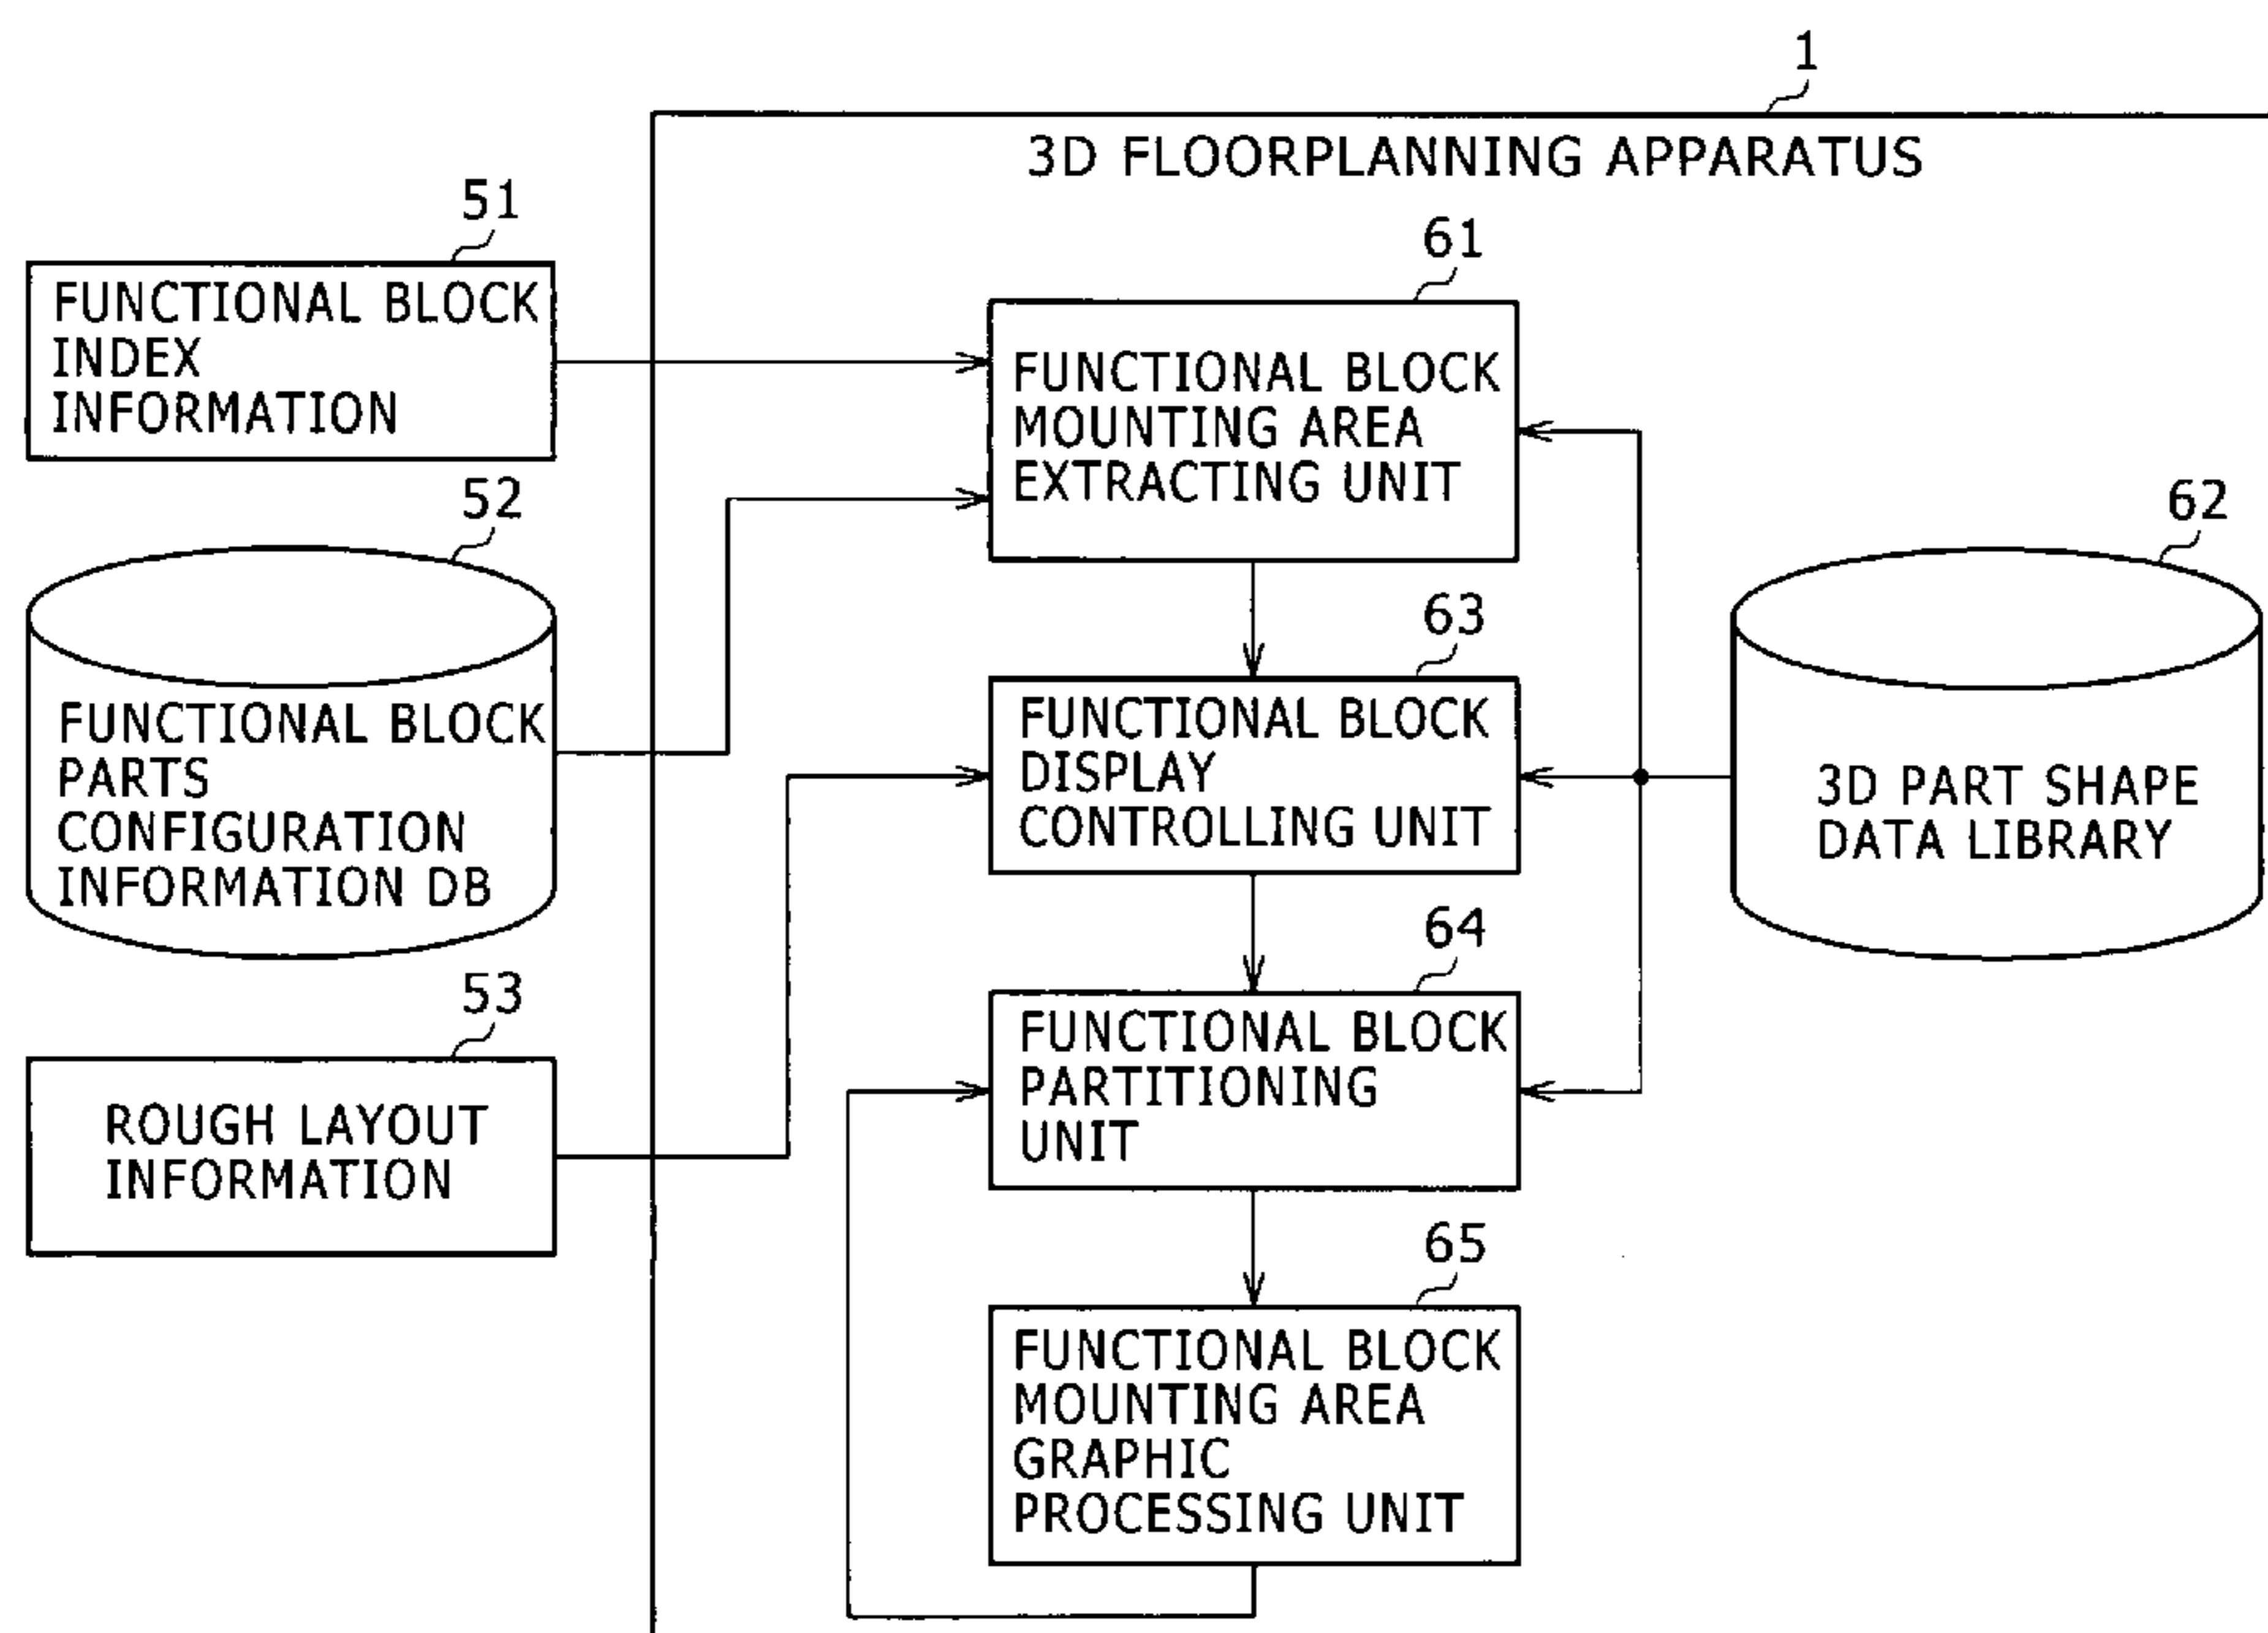 1
3D FLOORPLANNING APPARATUS
51
FUNCTIONAL BLOCK
INDEX
INFORMATION
52
FUNCTIONAL BLOCK
PARTS
CONFIGURATION
INFORMATION DB
53
ROUGH LAYOUT
INFORMATION
61
FUNCTIONAL BLOCK
MOUNTING AREA
EXTRACTING UNIT
62
3D PART SHAPE
DATA LIBRARY
63
FUNCTIONAL BLOCK
DISPLAY
CONTROLLING UNIT
64
FUNCTIONAL BLOCK
PARTITIONING
UNIT
65
FUNCTIONAL BLOCK
MOUNTING AREA
GRAPHIC
PROCESSING UNIT